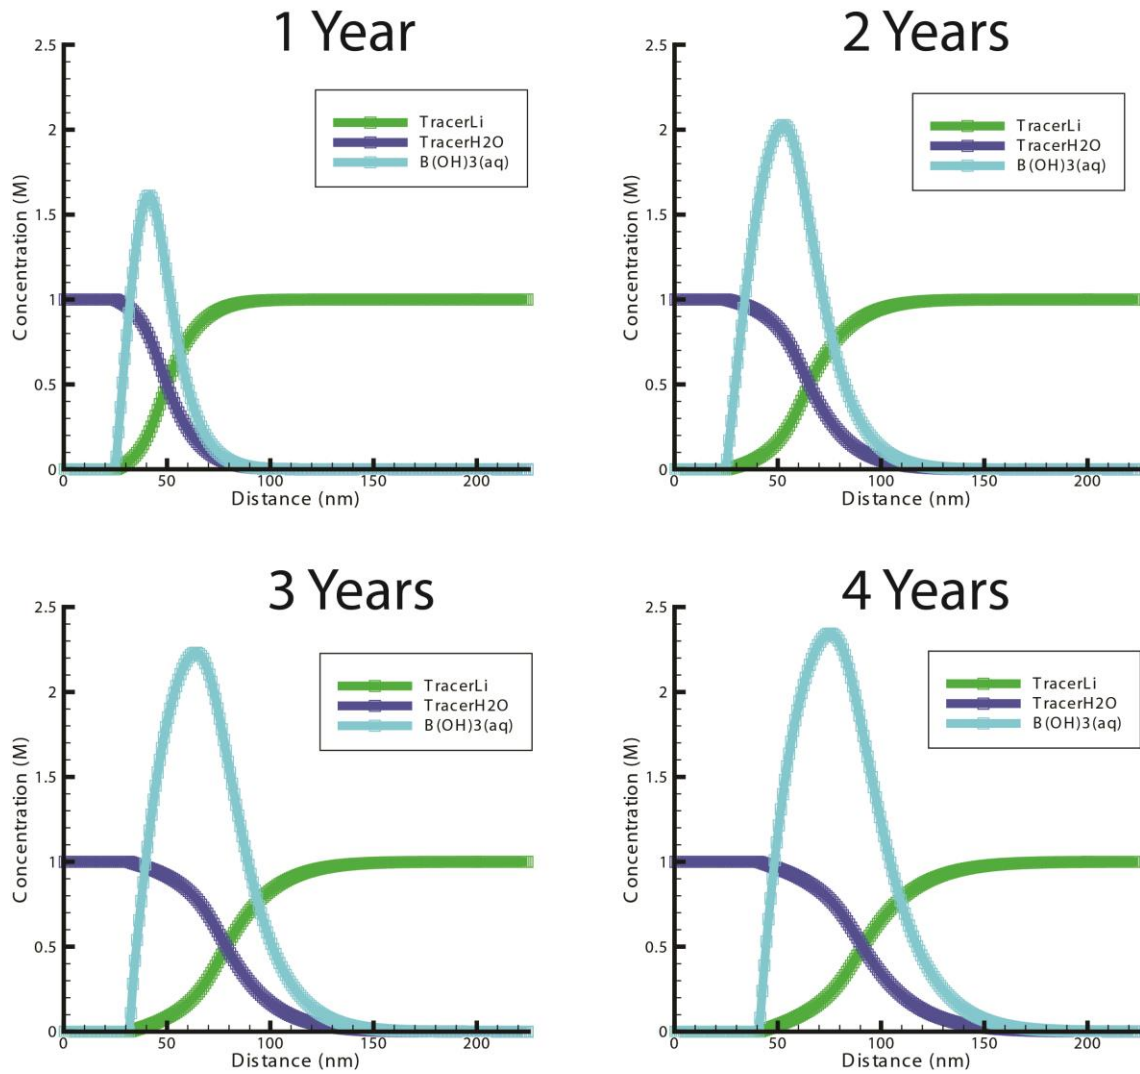 1 Year
2.5
2
1.5
1
0.5
0
Concentration (M)
TracerLi
TracerH2O
B(OH)3(aq)
0 50 100 150 200
Distance (nm)
2 Years
2.5
2
1.5
1
0.5
0
Concentration (M)
TracerLi
TracerH2O
B(OH)3(aq)
0 50 100 150 200
Distance (nm)
3 Years
2.5
2
1.5
1
0.5
0
Concentration (M)
TracerLi
TracerH2O
B(OH)3(aq)
0 50 100 150 200
Distance (nm)
4 Years
2.5
2
1.5
1
0.5
0
Concentration (M)
TracerLi
TracerH2O
B(OH)3(aq)
0 50 100 150 200
Distance (nm)